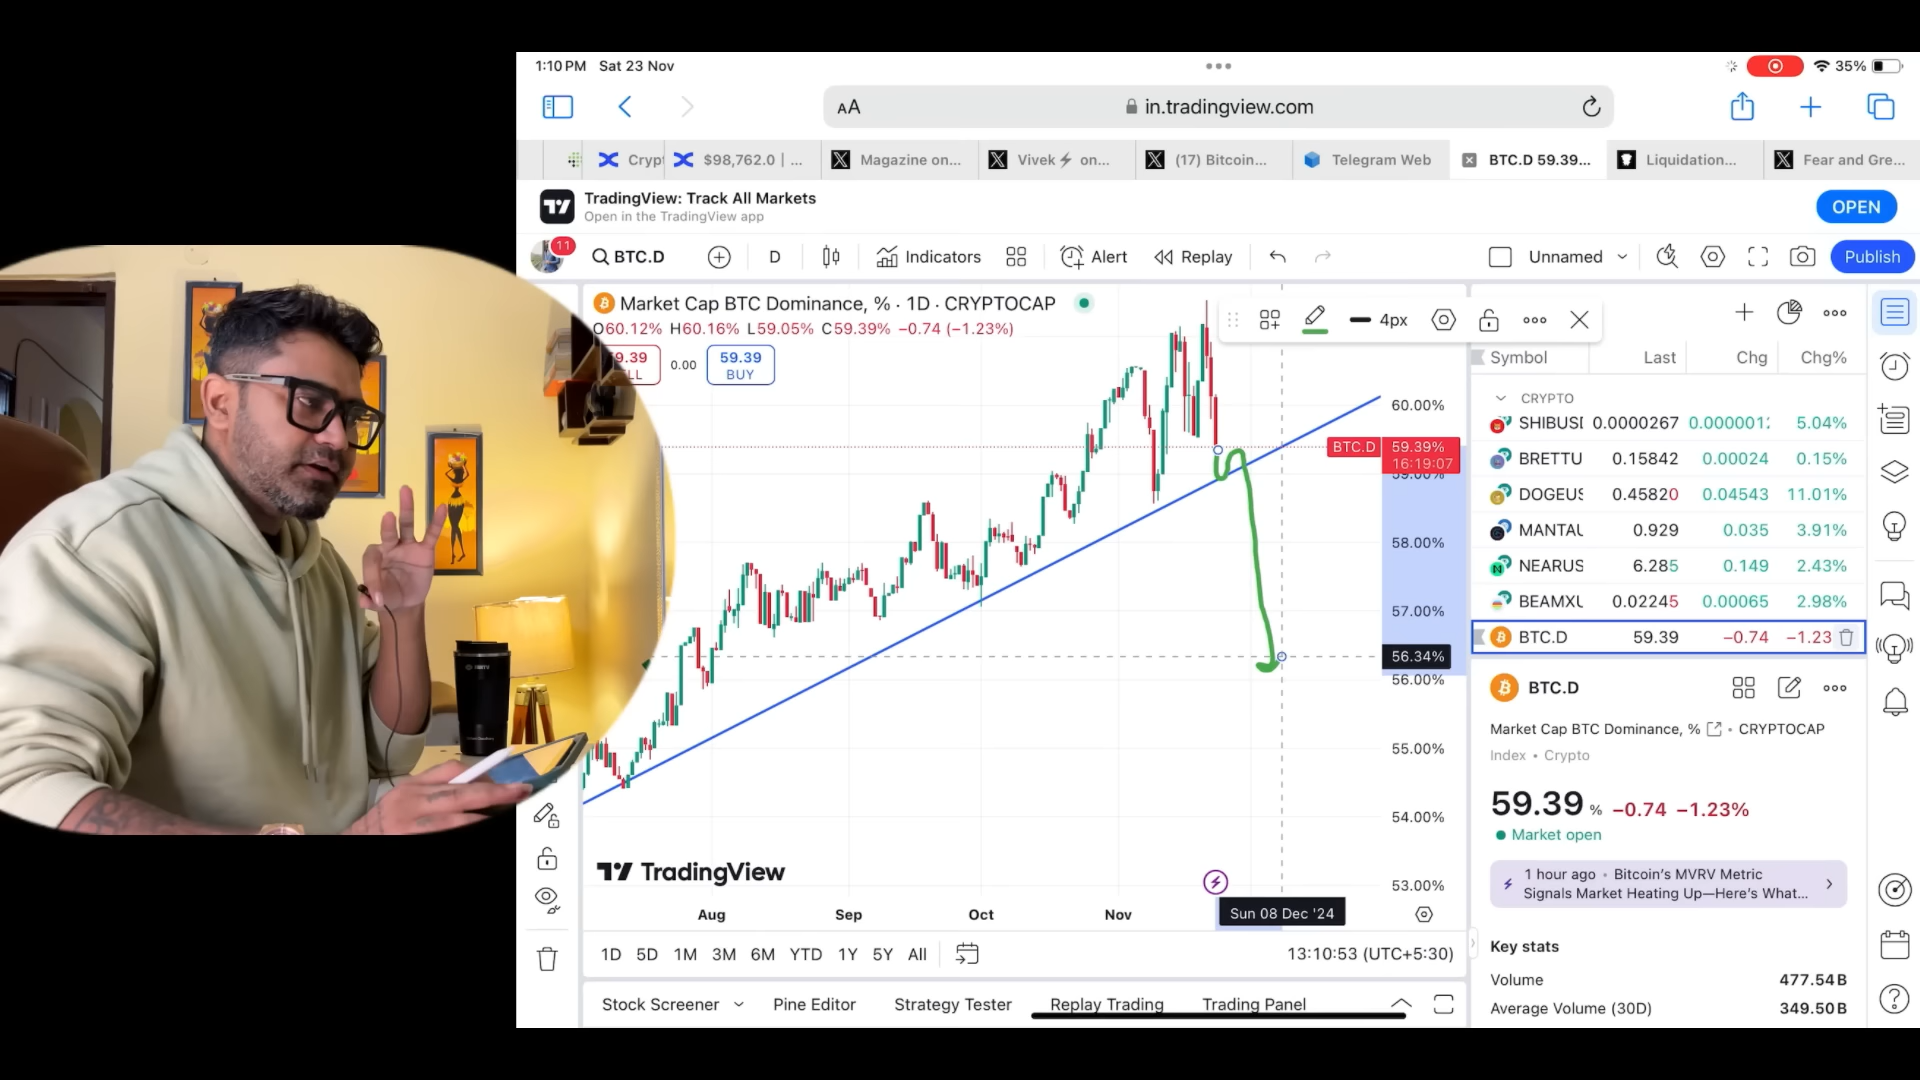 1:10 PM Sat 23 Nov
35%
AA in.tradingview.com
Crypt
$98,762.0 | ...
Magazine on...
Vivek⚡ on...
(17) Bitcoin...
Telegram Web
BTC.D 59.39...
Liquidation...
Fear and Gre...
TradingView: Track All Markets
Open in the TradingView app
OPEN
11
BTC.D
D
Indicators
Alert
Replay
Unnamed
Publish
Market Cap BTC Dominance, % · 1D · CRYPTOCAP
O60.12% H60.16% L59.05% C59.39% −0.74 (−1.23%)
0.00
59.39
BUY
4px
60.00%
BTC.D 59.39%
16:19:07
59.00%
58.00%
57.00%
56.34%
56.00%
55.00%
54.00%
53.00%
TradingView
Aug Sep Oct Nov
Sun 08 Dec '24
1D 5D 1M 3M 6M YTD 1Y 5Y All
13:10:53 (UTC+5:30)
Stock Screener Pine Editor Strategy Tester Replay Trading Trading Panel
Symbol Last Chg Chg%
CRYPTO
SHIBUSI 0.0000267 5.04%
BRETTU 0.15842 0.00024 0.15%
DOGEUS 0.45820 0.04543 11.01%
MANTAU 0.929 0.035 3.91%
NEARUS 6.285 0.149 2.43%
BEAMXU 0.02245 0.00065 2.98%
BTC.D 59.39 −0.74 −1.23
BTC.D
Market Cap BTC Dominance, % • CRYPTOCAP
Index • Crypto
59.39 % −0.74 −1.23%
Market open
1 hour ago • Bitcoin's MVRV Metric
Signals Market Heating Up—Here's What...
Key stats
Volume 477.54B
Average Volume (30D) 349.50B